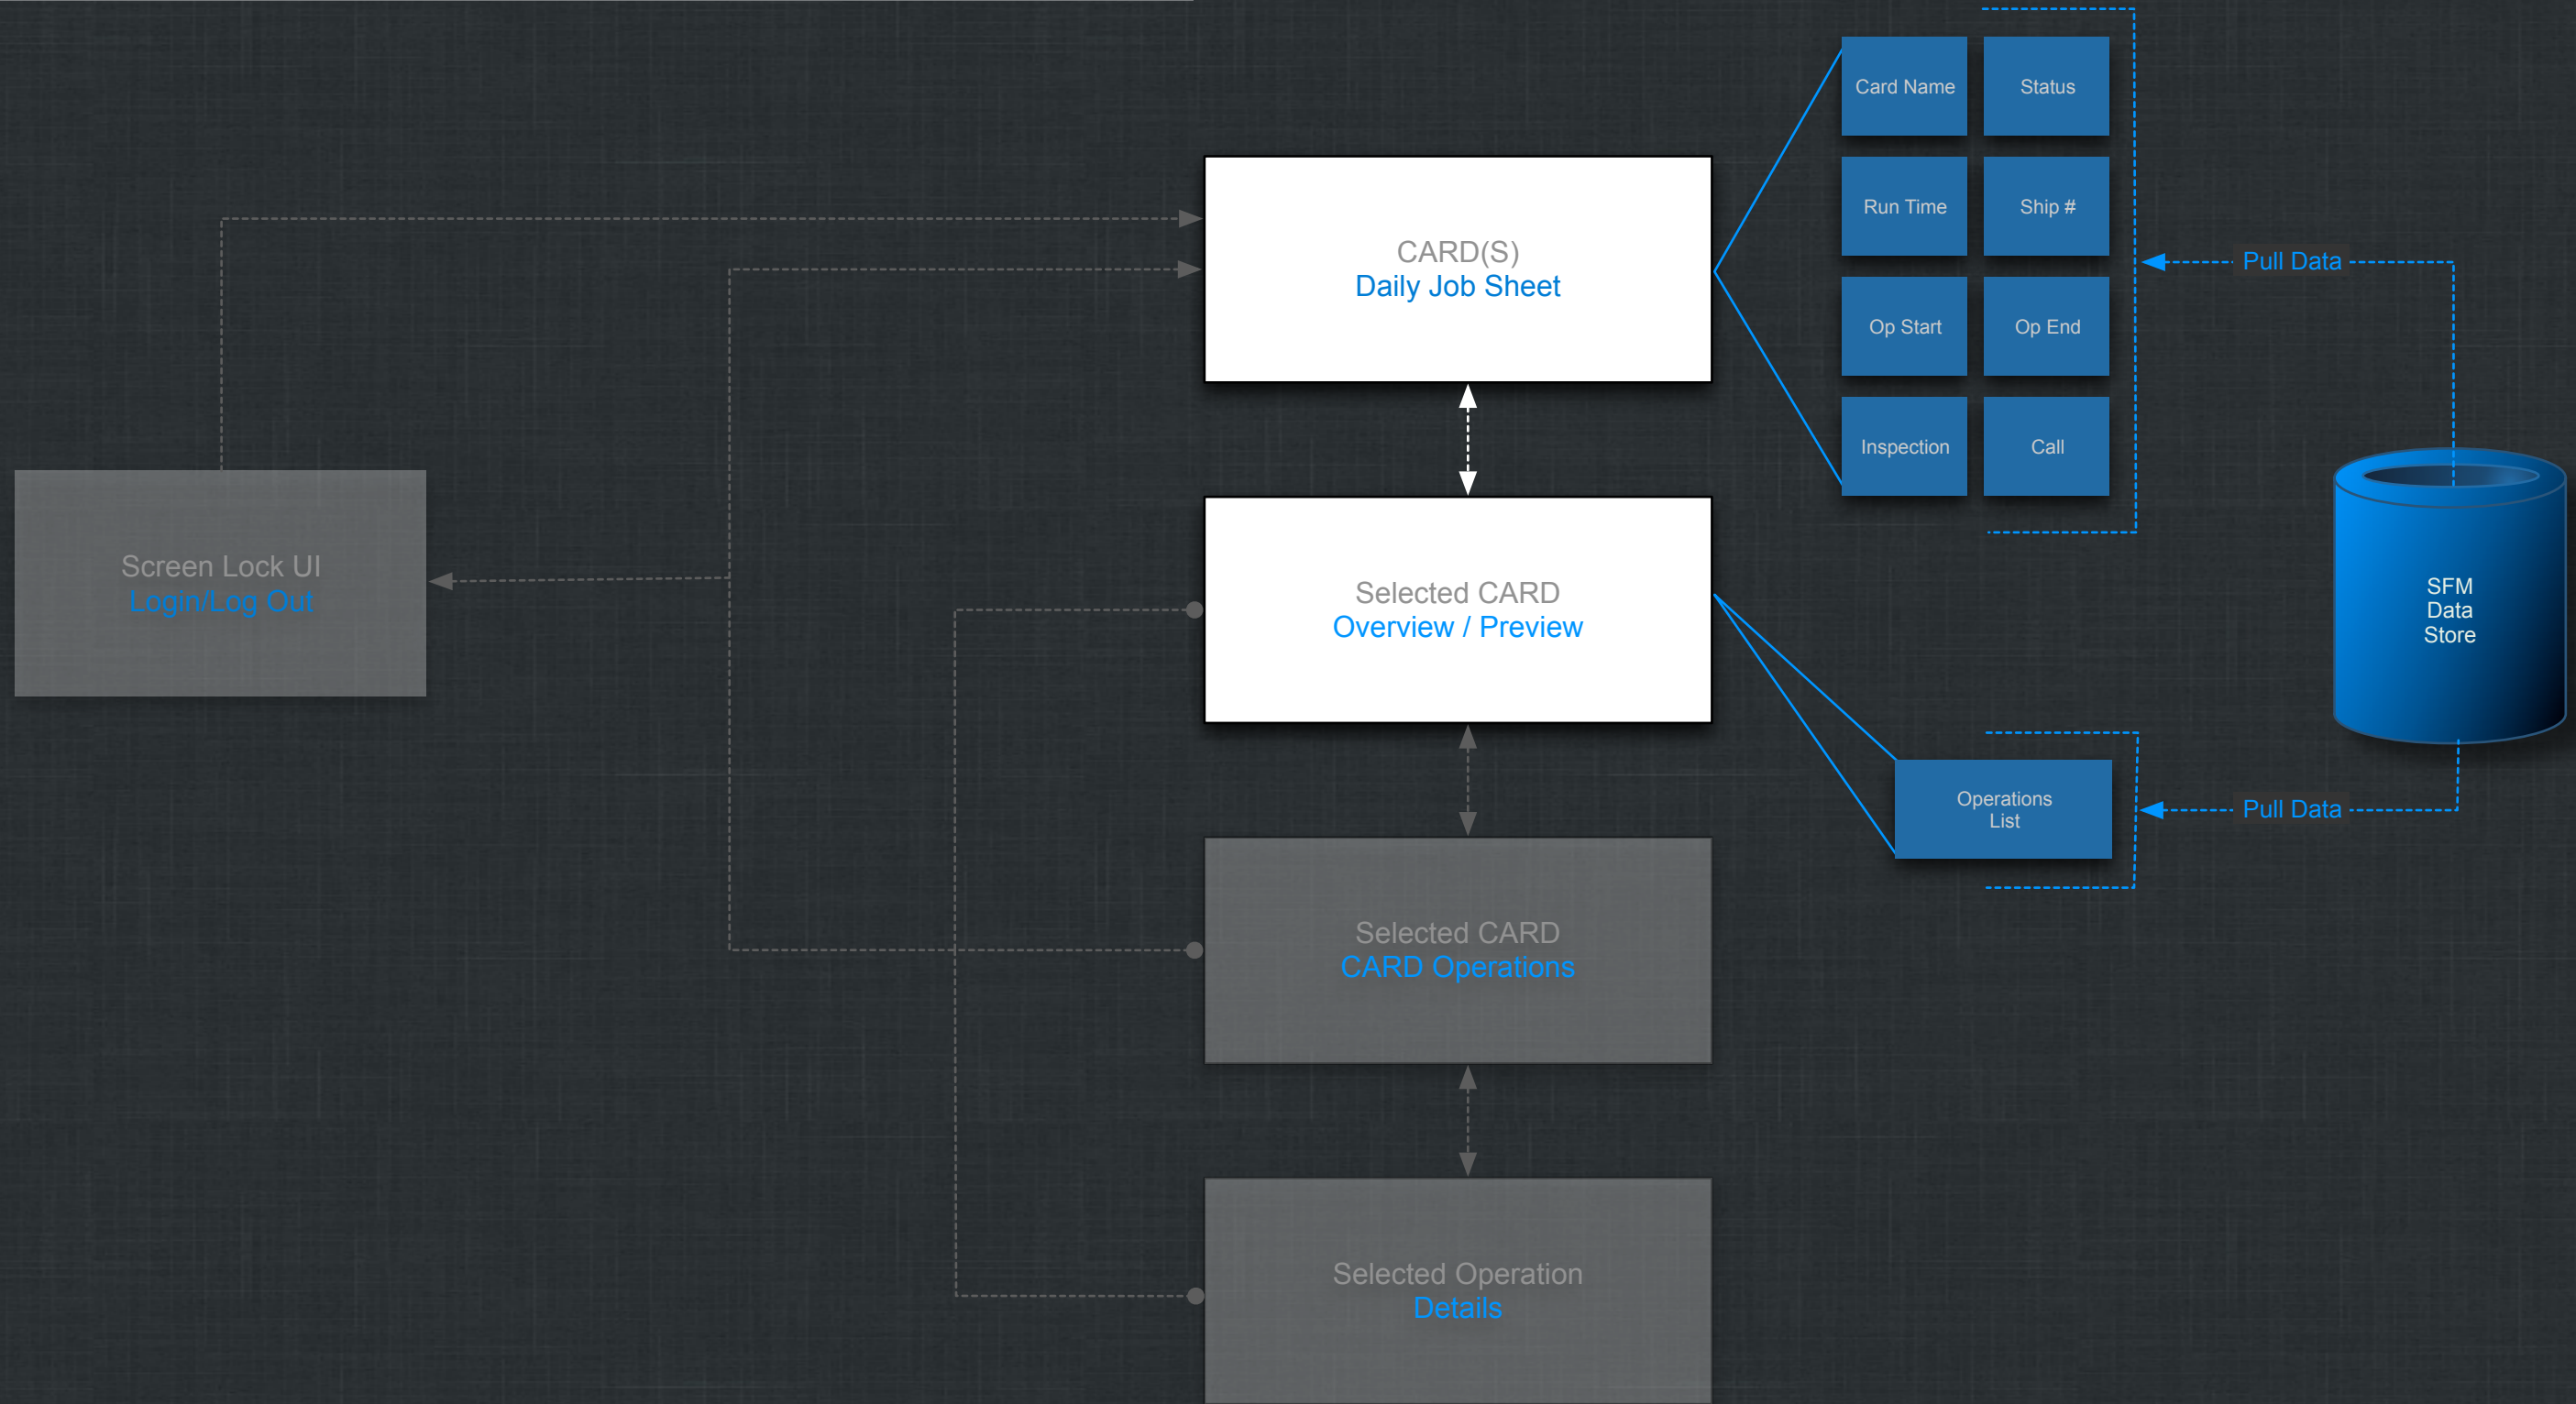 Card Name
Status
Run Time
Ship #
CARD(S)
Daily Job Sheet
Pull Data
Op Start
Op End
Inspection
Call
Screen Lock UI
Login/Log Out
Selected CARD
Overview / Preview
SFM
Data
Store
Operations
List
Pull Data
Selected CARD
CARD Operations
Selected Operation
Details